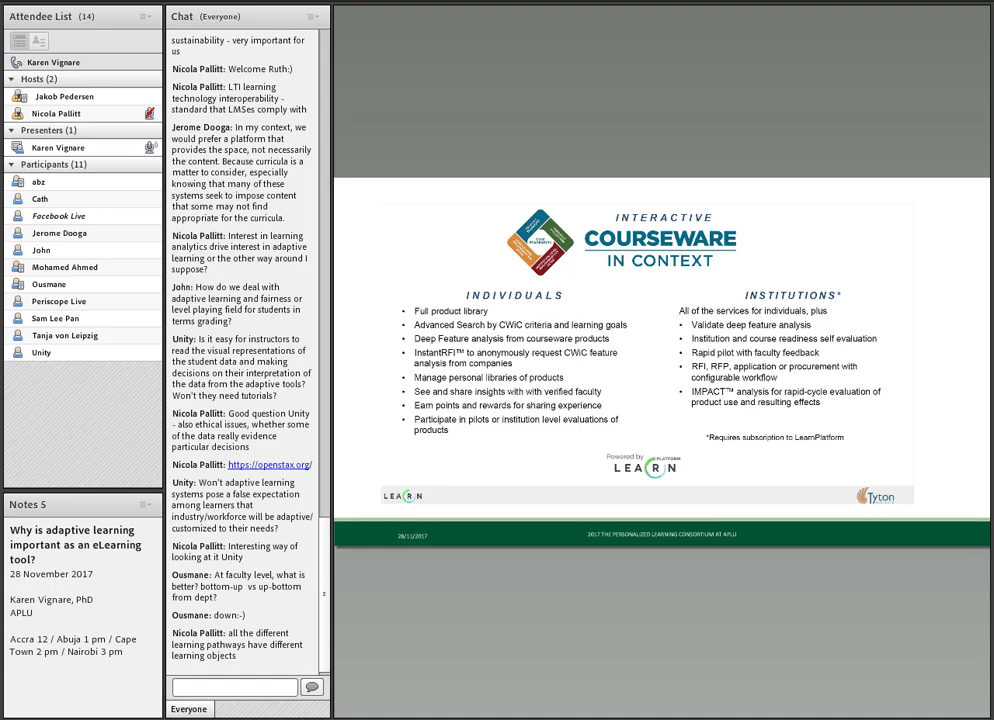 Attendee List (14)
Karen Vignare
Hosts (2)
Jakob Pedersen
Nicola Pallitt
Presenters (1)
Karen Vignare
Participants (11)
abz
Cath
Facebook Live
Jerome Dooga
John
Mohamed Ahmed
Ousmane
Periscope Live
Sam Lee Pan
Tanja von Leipzig
Unity
Notes 5
Why is adaptive learning
important as an eLearning
tool?
28 November 2017
Karen Vignare, PhD
APLU
Accra 12 / Abuja 1 pm / Cape
Town 2 pm / Nairobi 3 pm
Chat (Everyone)
sustainability - very important for
us
Nicola Pallitt: Welcome Ruth:)
Nicola Pallitt: LTI learning
technology interoperability -
standard that LMSes comply with
Jerome Dooga: In my context, we
would prefer a platform that
provides the space, not necessarily
the content. Because curricula is a
matter to consider, especially
knowing that many of these
systems seek to impose content
that some may not find
appropriate for the curricula.
Nicola Pallitt: Interest in learning
analytics drive interest in adaptive
learning or the other way around I
suppose?
John: How do we deal with
adaptive learning and fairness or
level playing field for students in
terms grading?
Unity: Is it easy for instructors to
read the visual representations of
the student data and making
decisions on their interpretation of
the data from the adaptive tools?
Won't they need tutorials?
Nicola Pallitt: Good question Unity
- also ethical issues, whether some
of the data really evidence
particular decisions
Nicola Pallitt: https://openstax.org/
Unity: Won't adaptive learning
systems pose a false expectation
among learners that
industry/workforce will be adaptive/
customized to their needs?
Nicola Pallitt: Interesting way of
looking at it Unity
Ousmane: At faculty level, what is
better? bottom-up vs up-bottom
from dept?
Ousmane: down:-)
Nicola Pallitt: all the different
learning pathways have different
learning objects
Everyone
INTERACTIVE
COURSEWARE
IN CONTEXT
INDIVIDUALS
• Full product library
• Advanced Search by CWiC criteria and learning goals
• Deep Feature analysis from courseware products
• InstantRFI™ to anonymously request CWiC feature
analysis from companies
• Manage personal libraries of products
• See and share insights with with verified faculty
• Earn points and rewards for sharing experience
• Participate in pilots or institution level evaluations of
products
INSTITUTIONS*
All of the services for individuals, plus
• Validate deep feature analysis
• Institution and course readiness self evaluation
• Rapid pilot with faculty feedback
• RFI, RFP, application or procurement with
configurable workflow
• IMPACT™ analysis for rapid-cycle evaluation of
product use and resulting effects
*Requires subscription to LearnPlatform
Powered by
LEARN PLATFORM
LEARN
Tyton
28/11/2017
2017 THE PERSONALIZED LEARNING CONSORTIUM AT APLU